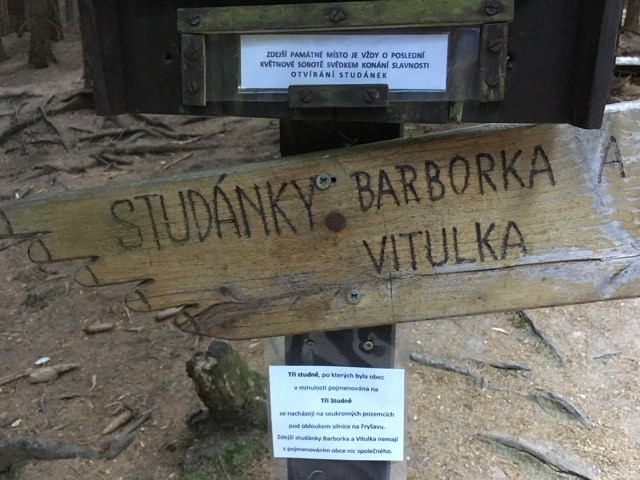 ZDEJŠÍ PAMÁTNÉ MÍSTO JE VŽDY O POSLEDNÍ
KVĚTNOVÉ SOBOTĚ SVĚDKEM KONÁNÍ SLAVNOSTI
OTVÍRÁNÍ STUDÁNEK
STUDÁNKY BARBORKA A
VITULKA
Tři studně, po kterých byla obec
v minulosti pojmenována na
Tři Studně
se nacházejí na soukromých pozemcích
pod obloukem silnice na Fryšavu.
Zdejší studánky Barborka a Vitulka nemají
s pojmenováním obce nic společného.